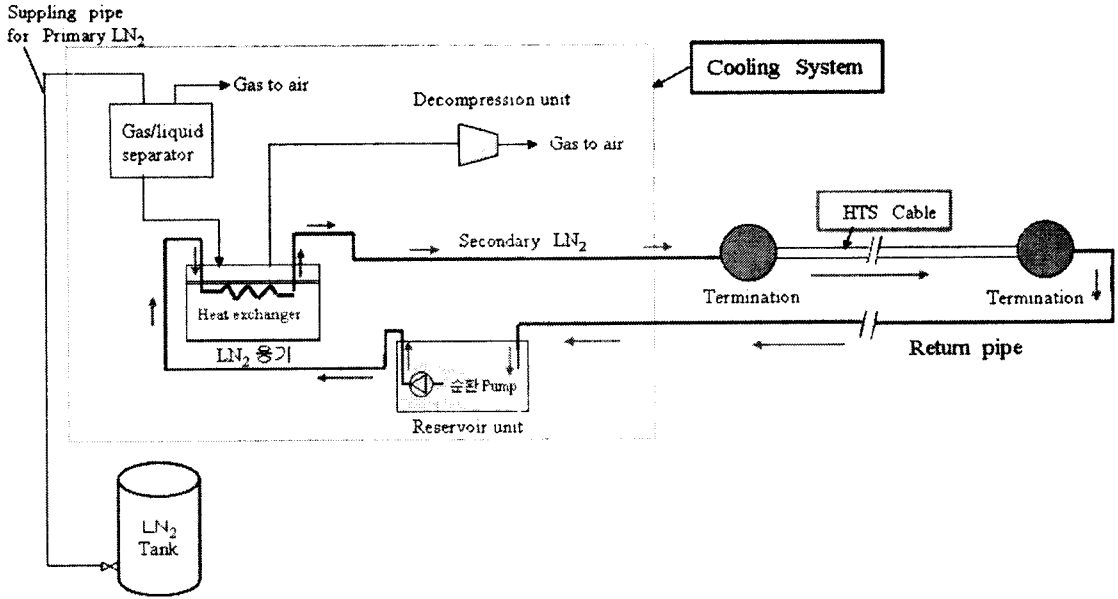 Suppling pipe
for Primary LN2
Gas to air
Cooling System
Decompression unit
Gas/liquid
separator
Gas to air
HTS Cable
Secondary LN2
Termination
Termination
Heat exchanger
LN2 용기
Return pipe
순환 Pump
Reservoir unit
LN2
Tank